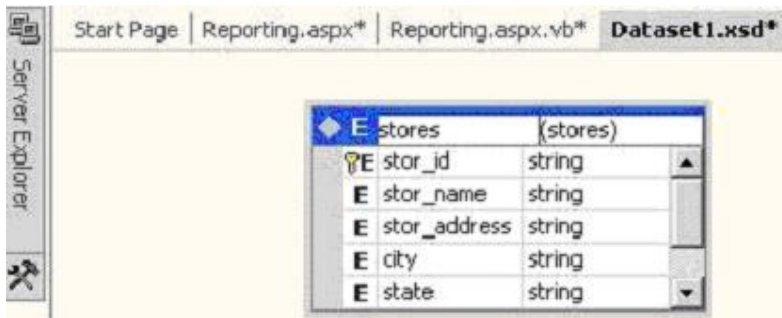 Start Page Reporting.aspx* Reporting.aspx.vb* Dataset1.xsd*
Server Explorer
E stores (stores)
E stor_id string
E stor_name string
E stor_address string
E city string
E state string